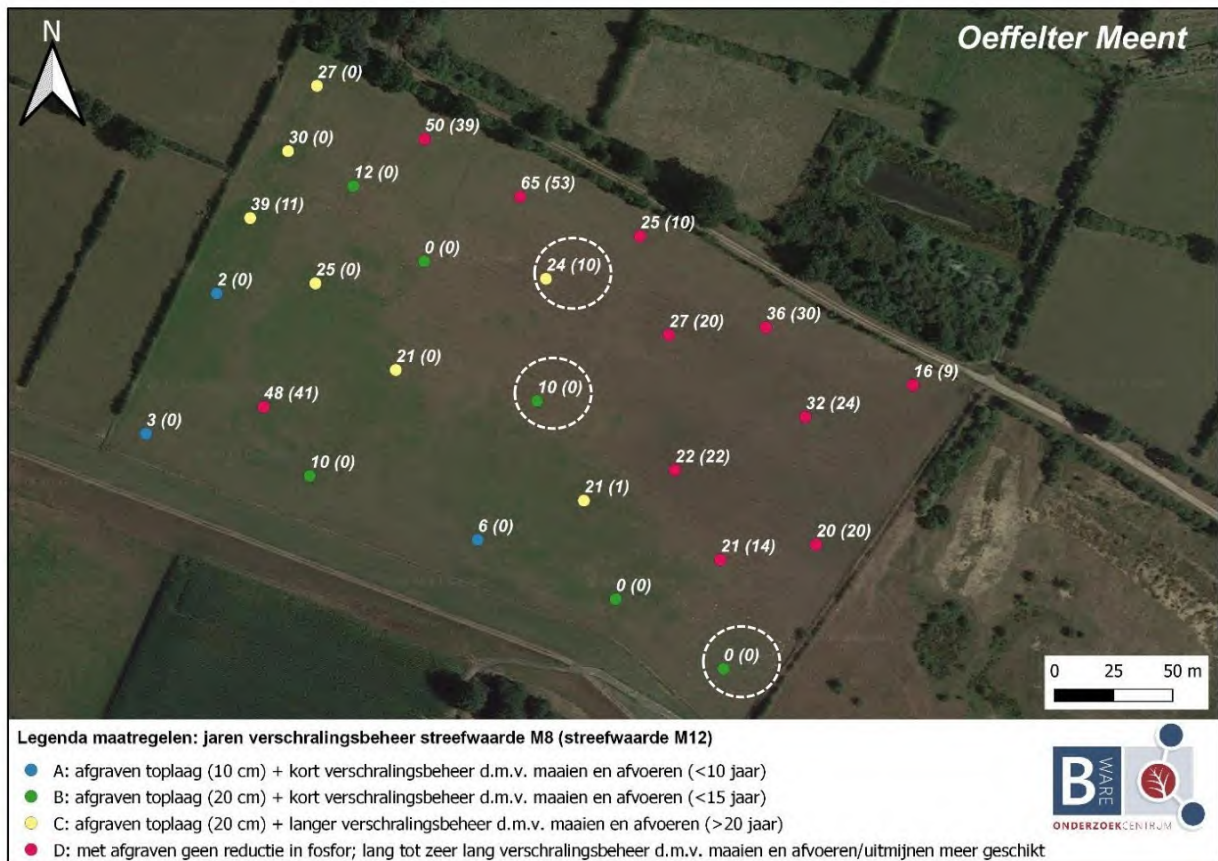 Oeffelter Meent
N
27 (0)
50 (39)
30 (0)
12 (0)
65 (53)
39 (11)
25 (10)
0 (0)
24 (10)
2 (0)
25 (0)
36 (30)
27 (20)
21 (0)
16 (9)
10 (0)
48 (41)
32 (24)
3 (0)
22 (22)
10 (0)
21 (1)
6 (0)
20 (20)
21 (14)
0 (0)
0 (0)
0 25 50 m
Legenda maatregelen: jaren verschralingsbeheer streefwaarde M8 (streefwaarde M12)
A: afgraven toplaag (10 cm) + kort verschralingsbeheer d.m.v. maaien en afvoeren (<10 jaar)
B: afgraven toplaag (20 cm) + kort verschralingsbeheer d.m.v. maaien en afvoeren (<15 jaar)
C: afgraven toplaag (20 cm) + langer verschralingsbeheer d.m.v. maaien en afvoeren (>20 jaar)
D: met afgraven geen reductie in fosfor; lang tot zeer lang verschralingsbeheer d.m.v. maaien en afvoeren/uitmijnen meer geschikt
B WARE
ONDERZOEKCENTRUM